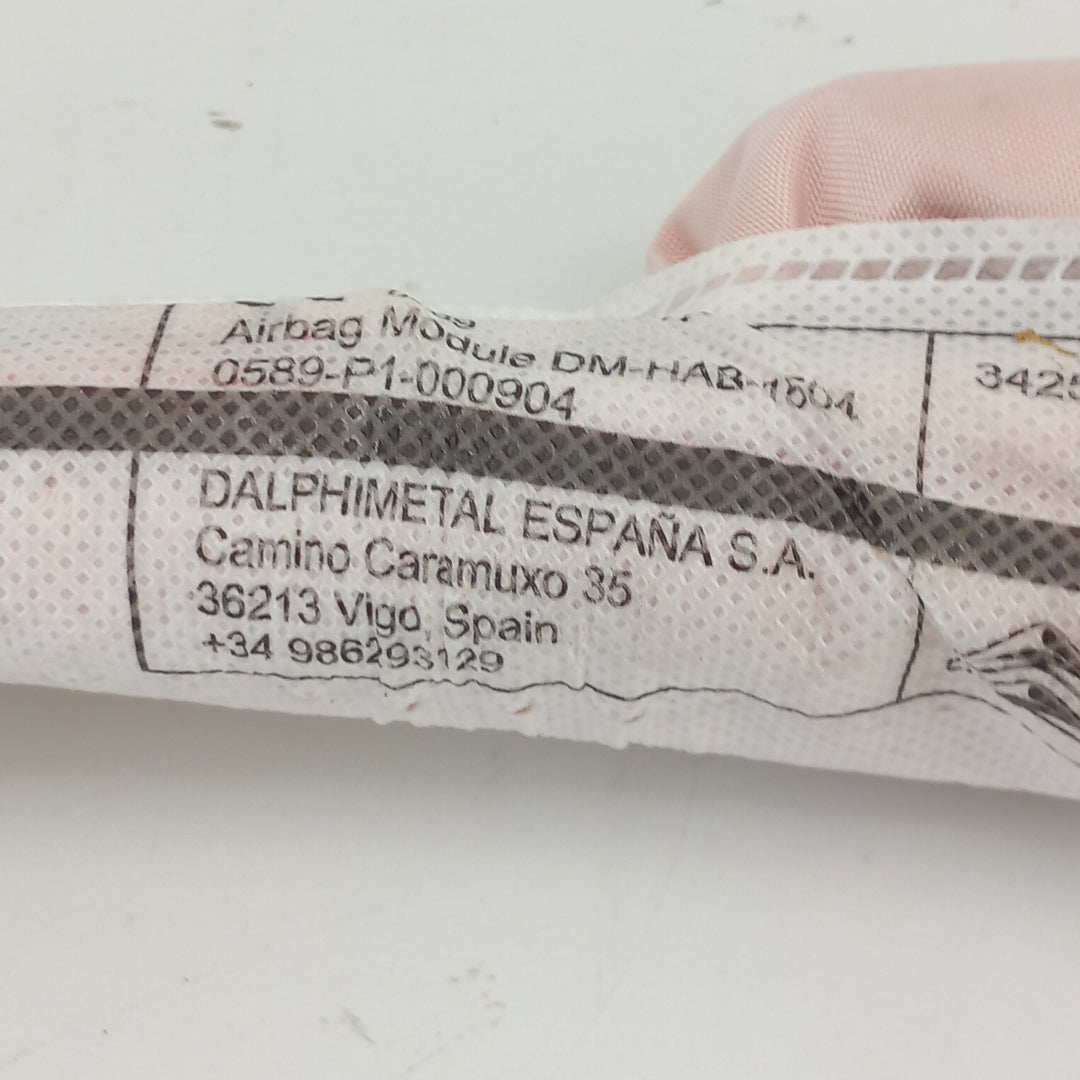 Airbag Module DM-HAB-1504
0589-P1-000904
3425
DALPHIMETAL ESPAÑA S.A.
Camino Caramuxo 35
36213 Vigo, Spain
+34 986293129